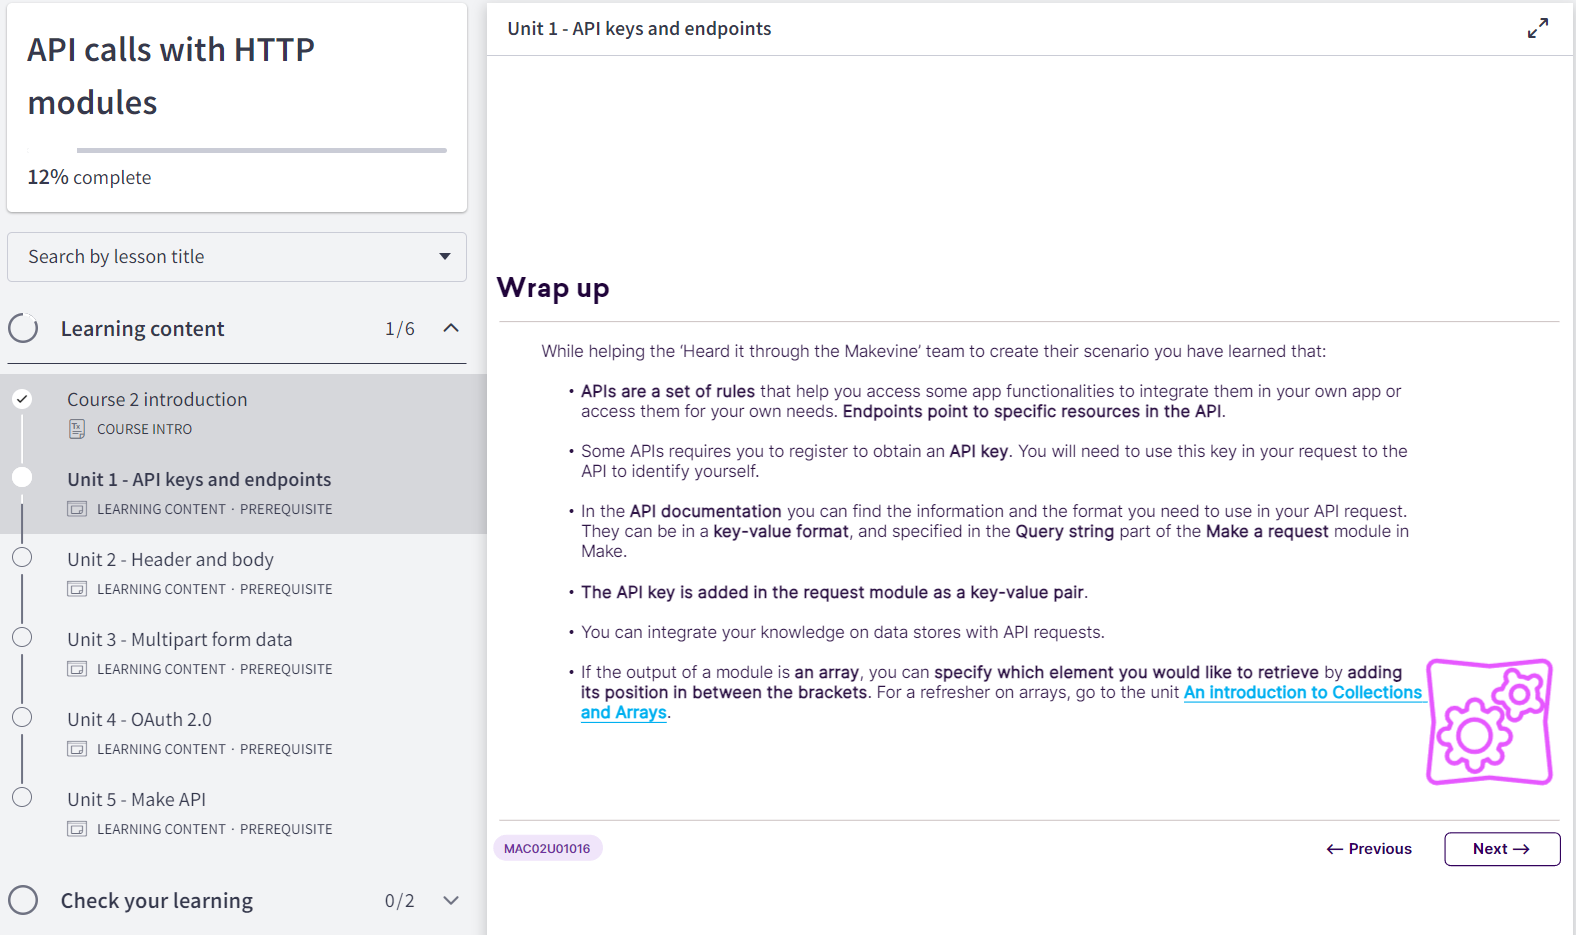 API calls with HTTP
modules
12% complete
Search by lesson title
Learning content 1/6
Course 2 introduction
COURSE INTRO
Unit 1 - API keys and endpoints
LEARNING CONTENT · PREREQUISITE
Unit 2 - Header and body
LEARNING CONTENT · PREREQUISITE
Unit 3 - Multipart form data
LEARNING CONTENT · PREREQUISITE
Unit 4 - OAuth 2.0
LEARNING CONTENT · PREREQUISITE
Unit 5 - Make API
LEARNING CONTENT · PREREQUISITE
Check your learning 0/2
Unit 1 - API keys and endpoints
Wrap up
While helping the ‘Heard it through the Makevine’ team to create their scenario you have learned that:
• APIs are a set of rules that help you access some app functionalities to integrate them in your own app or
access them for your own needs. Endpoints point to specific resources in the API.
• Some APIs requires you to register to obtain an API key. You will need to use this key in your request to the
API to identify yourself.
• In the API documentation you can find the information and the format you need to use in your API request.
They can be in a key-value format, and specified in the Query string part of the Make a request module in
Make.
• The API key is added in the request module as a key-value pair.
• You can integrate your knowledge on data stores with API requests.
• If the output of a module is an array, you can specify which element you would like to retrieve by adding
its position in between the brackets. For a refresher on arrays, go to the unit An introduction to Collections
and Arrays.
MAC02U01016
← Previous
Next →